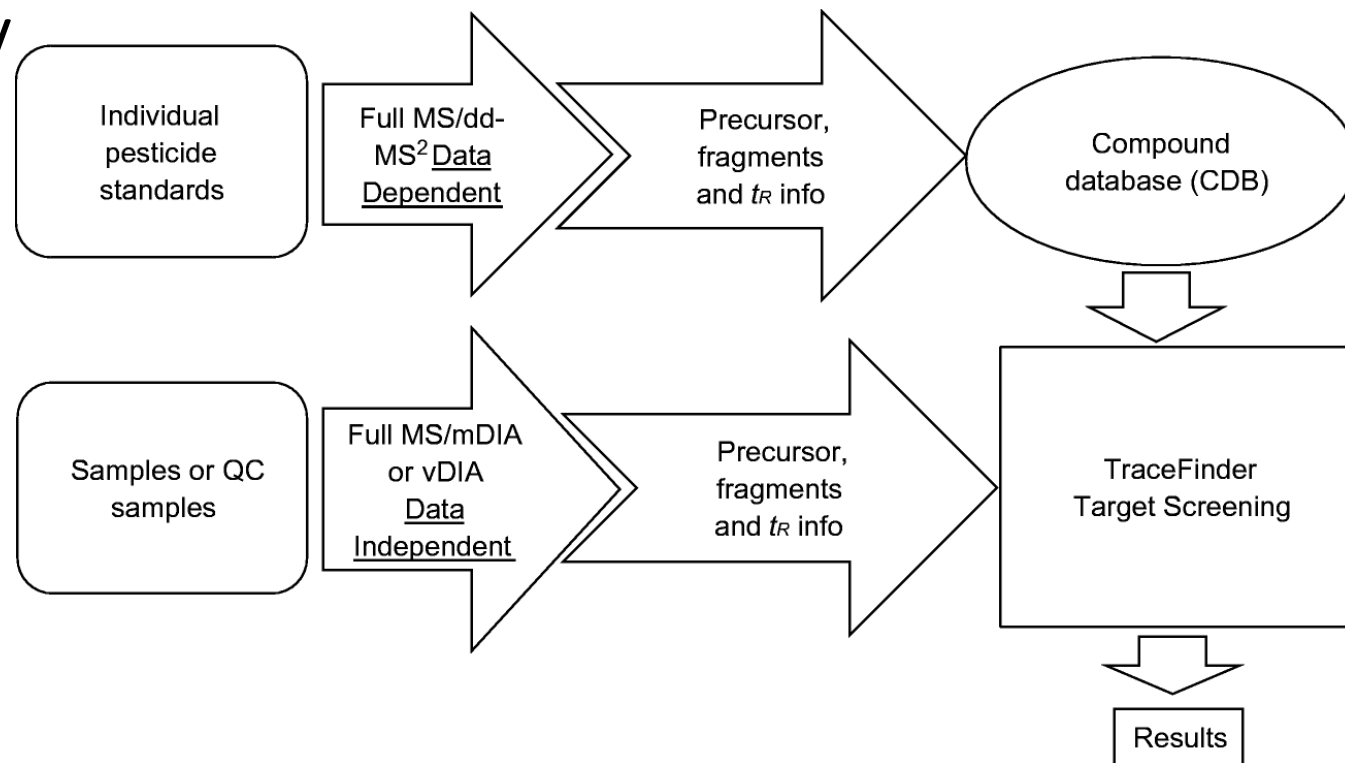 y
Individual
pesticide
standards
Full MS/dd-
MS² Data
Dependent
Precursor,
fragments
and tR info
Compound
database (CDB)
Samples or QC
samples
Full MS/mDIA
or vDIA
Data
Independent
Precursor,
fragments
and tR info
TraceFinder
Target Screening
Results